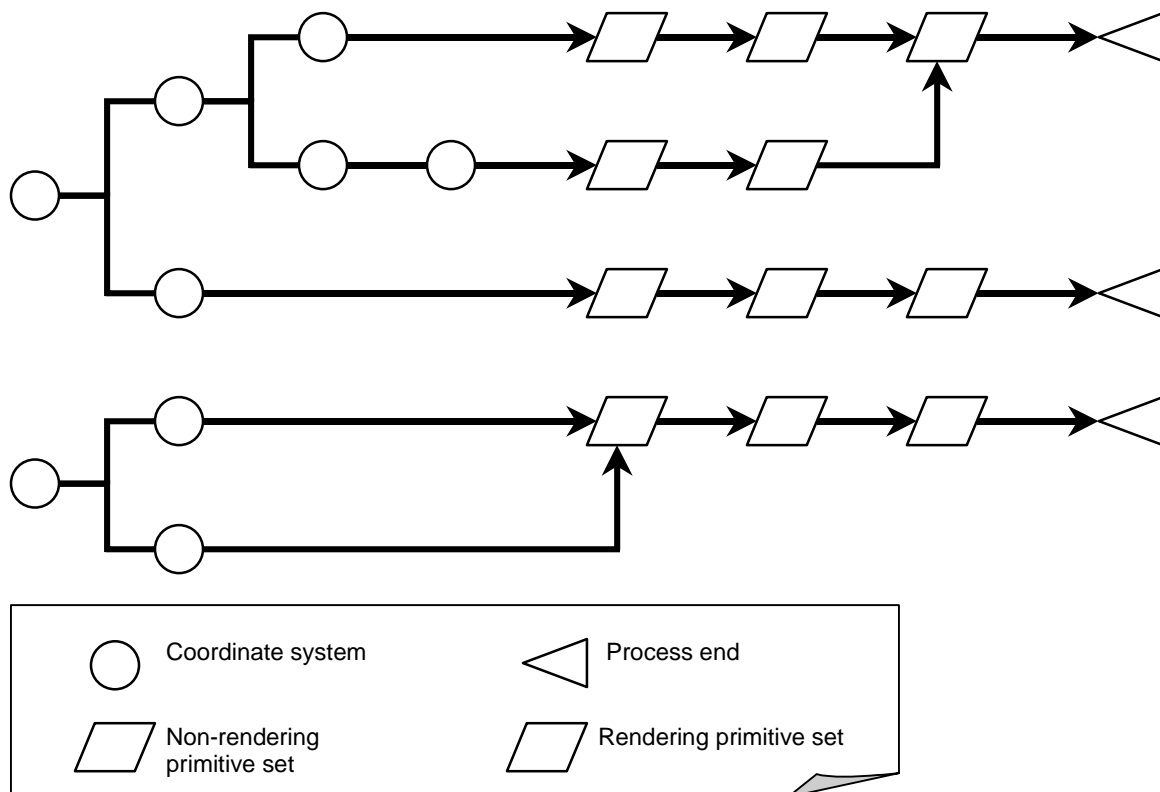 Coordinate system
Process end
Non-rendering
primitive set
Rendering primitive set